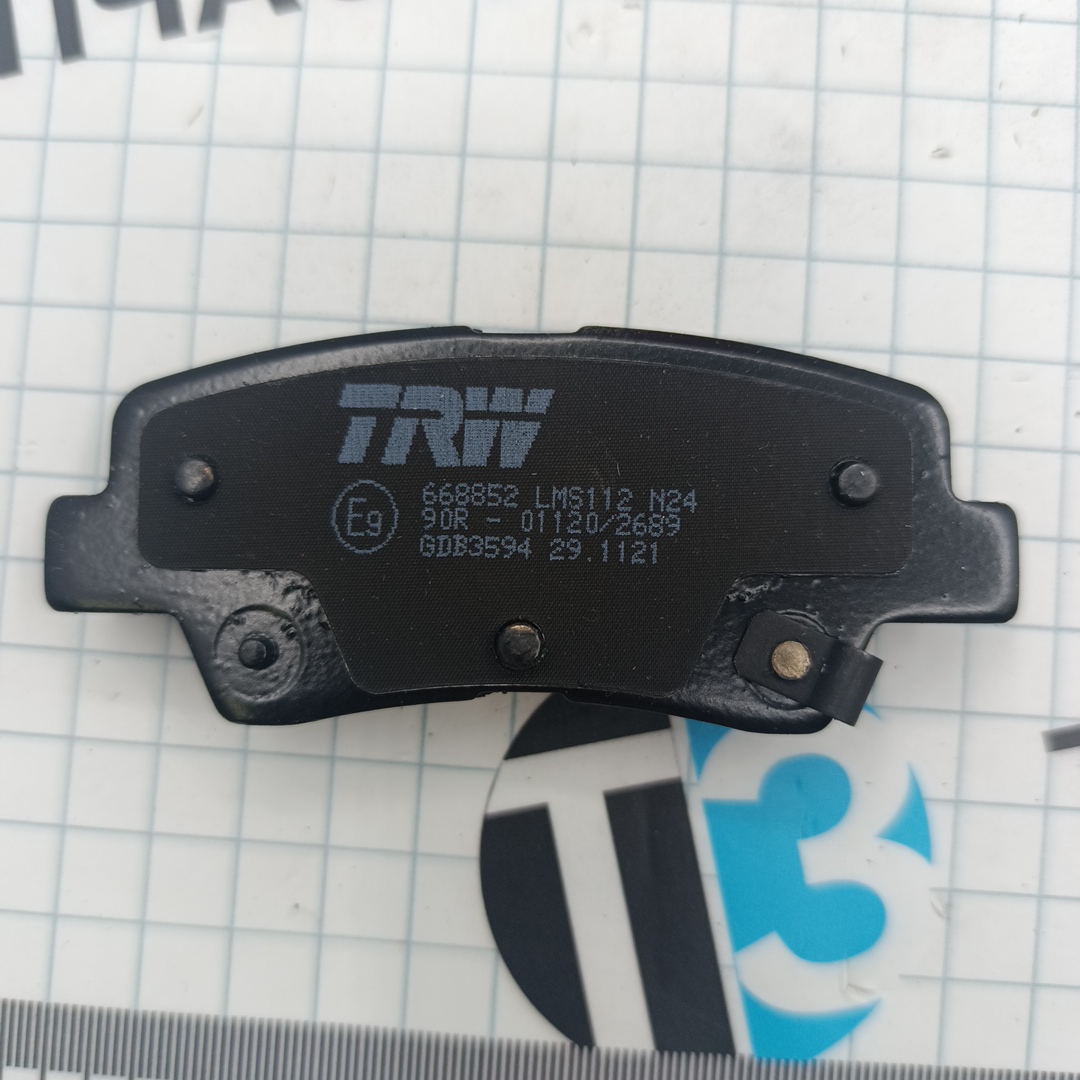 TRW
E9 668852 LMS112 N24
90R - 01120/2689
GDB3594 29.1121
T3